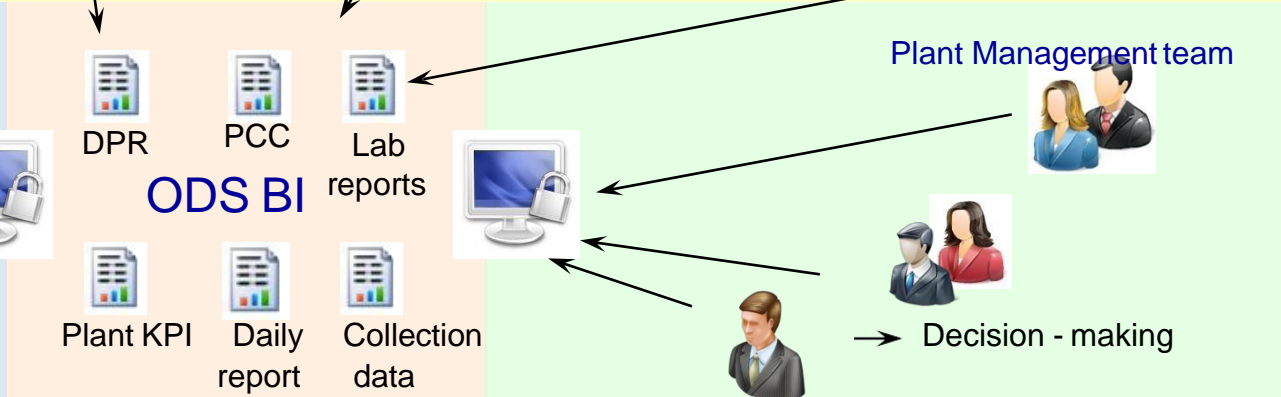 Plant Management team
DPR
PCC
Lab
reports
ODS BI
Plant KPI
Daily
report
Collection
data
Decision - making